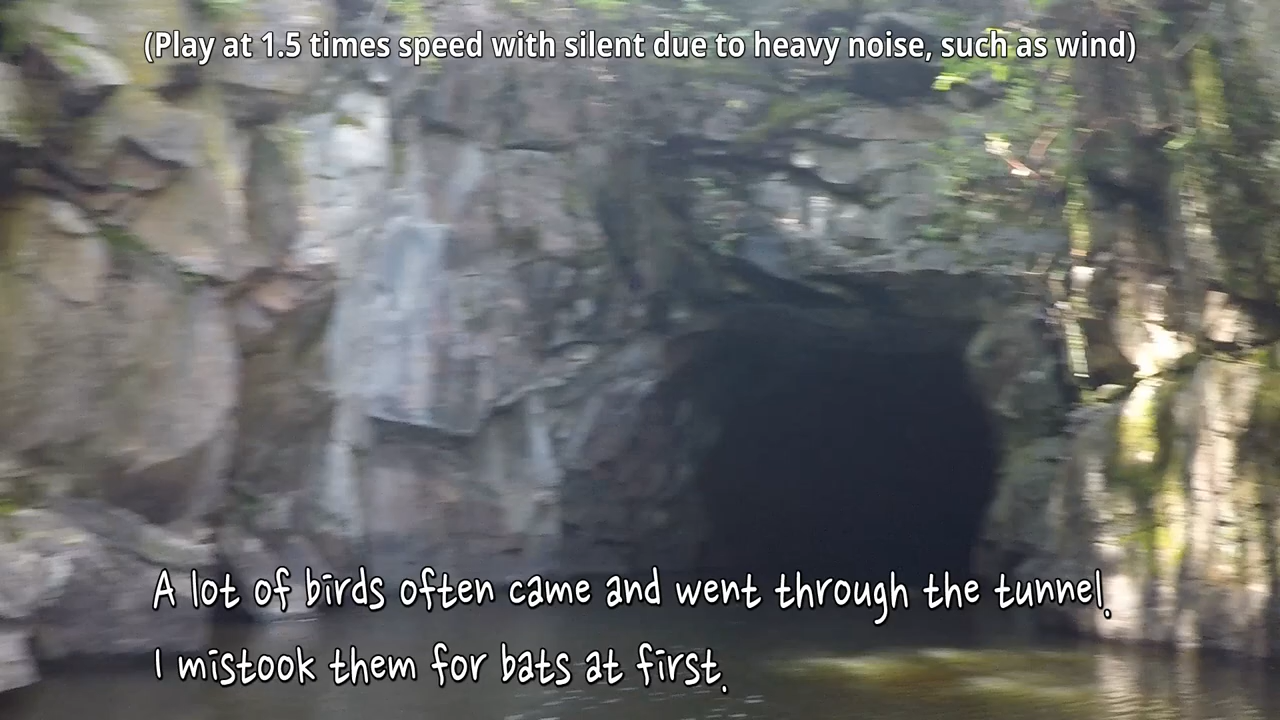 (Play at 1.5 times speed with silent due to heavy noise, such as wind)
A lot of birds often came and went through the tunnel.
I mistook them for bats at first.